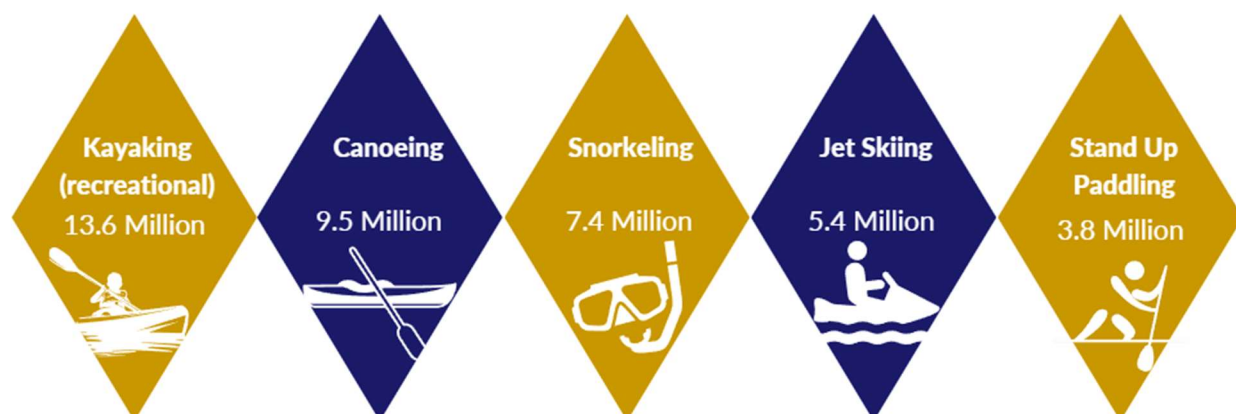 Kayaking
(recreational)
13.6 Million
Canoeing
9.5 Million
Snorkeling
7.4 Million
Jet Skiing
5.4 Million
Stand Up
Paddling
3.8 Million